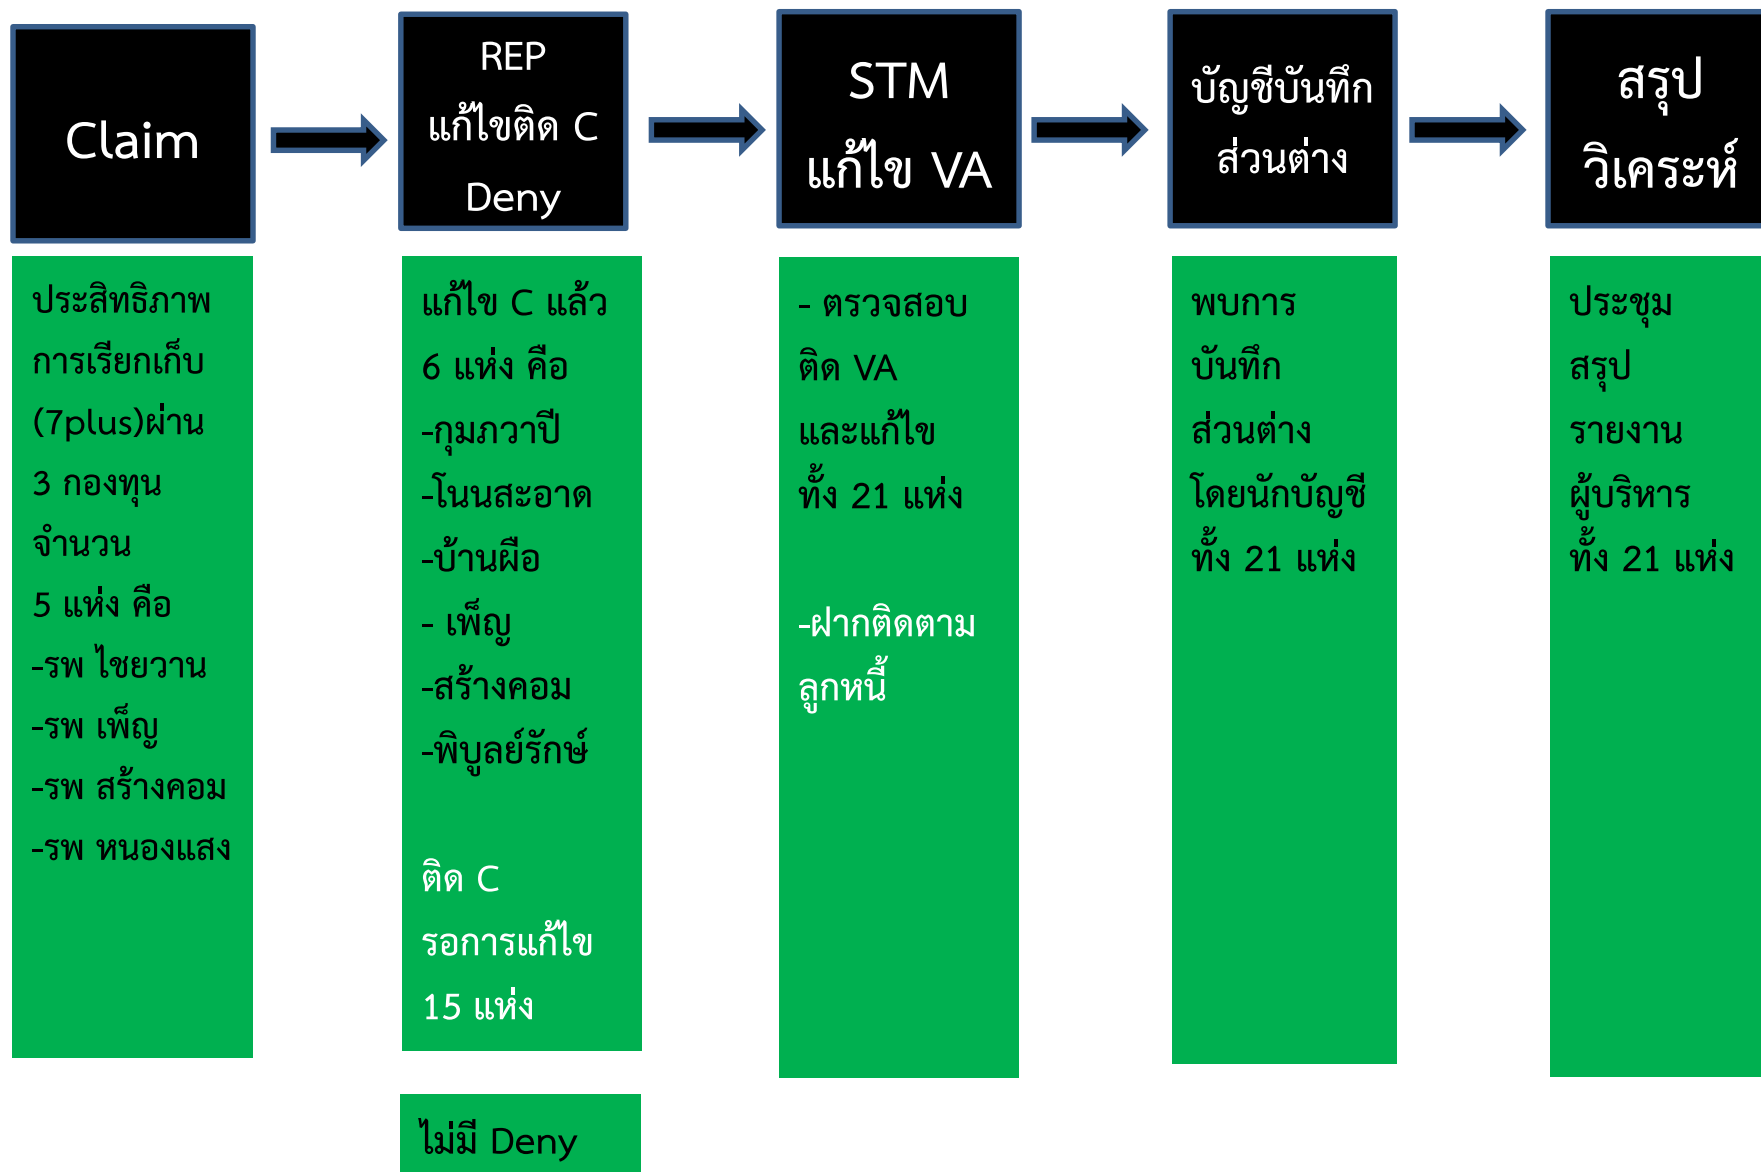 Claim
REP
แก้ไขติด C
Deny
STM
แก้ไข VA
บัญชีบันทึก
ส่วนต่าง
สรุป
วิเคระห์
ประสิทธิภาพ
การเรียกเก็บ
(7plus)ผ่าน
3 กองทุน
จำนวน
5 แห่ง คือ
-รพ ไชยวาน
-รพ เพ็ญ
-รพ สร้างคอม
-รพ หนองแสง
แก้ไข C แล้ว
6 แห่ง คือ
-กุมภวาปี
-โนนสะอาด
-บ้านผือ
- เพ็ญ
-สร้างคอม
-พิบูลย์รักษ์
ติด C
รอการแก้ไข
15 แห่ง
ไม่มี Deny
- ตรวจสอบ
ติด VA
และแก้ไข
ทั้ง 21 แห่ง
-ฝากติดตาม
ลูกหนี้
พบการ
บันทึก
ส่วนต่าง
โดยนักบัญชี
ทั้ง 21 แห่ง
ประชุม
สรุป
รายงาน
ผู้บริหาร
ทั้ง 21 แห่ง